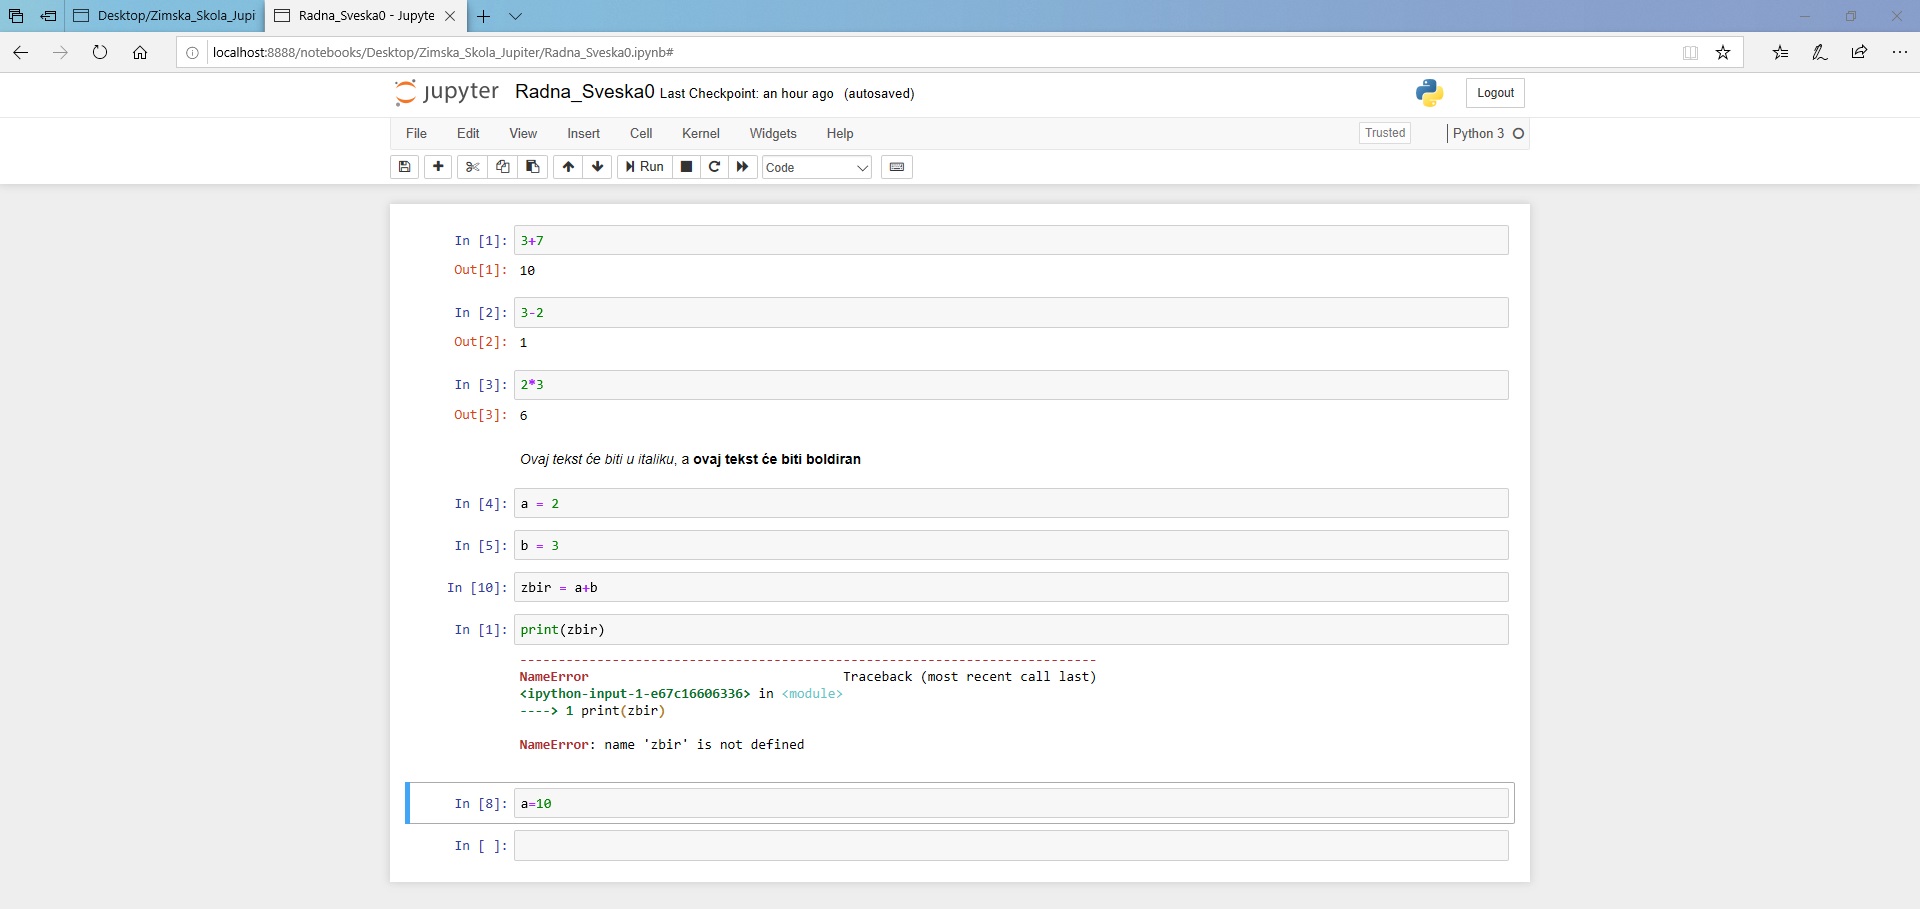 Desktop/Zimska_Skola_Jupi
Radna_Sveska0 - Jupyte
localhost:8888/notebooks/Desktop/Zimska_Skola_Jupiter/Radna_Sveska0.ipynb#
jupyter Radna_Sveska0 Last Checkpoint: an hour ago (autosaved)
Logout
File Edit View Insert Cell Kernel Widgets Help
Trusted Python 3
Run Code
In [1]: 3+7
Out[1]: 10
In [2]: 3-2
Out[2]: 1
In [3]: 2*3
Out[3]: 6
Ovaj tekst će biti u italiku, a ovaj tekst će biti boldiran
In [4]: a = 2
In [5]: b = 3
In [10]: zbir = a+b
In [1]: print(zbir)
---------------------------------------------------------------------------
NameError Traceback (most recent call last)
<ipython-input-1-e67c16606336> in <module>
----> 1 print(zbir)
NameError: name 'zbir' is not defined
In [8]: a=10
In [ ]: